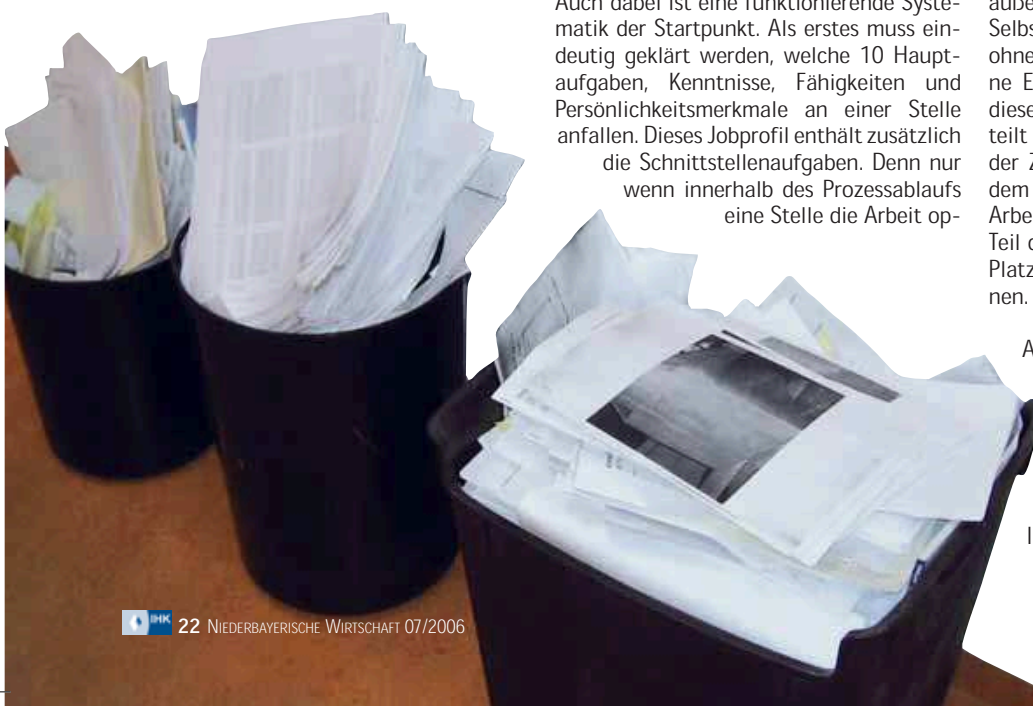 Auch dabei ist eine funktionierende Syste-
matik der Startpunkt. Als erstes muss ein-
deutig geklärt werden, welche 10 Haupt-
aufgaben, Kenntnisse, Fähigkeiten und
Persönlichkeitsmerkmale an einer Stelle
anfallen. Dieses Jobprofil enthält zusätzlich
die Schnittstellenaufgaben. Denn nur
wenn innerhalb des Prozessablaufs
eine Stelle die Arbeit op-
auße
Selbs
ohne
ne E
diese
teilt
der Z
dem
Arbe
Teil d
Platz
nen.
A
I
IHK 22 NIEDERBAYERISCHE WIRTSCHAFT 07/2006